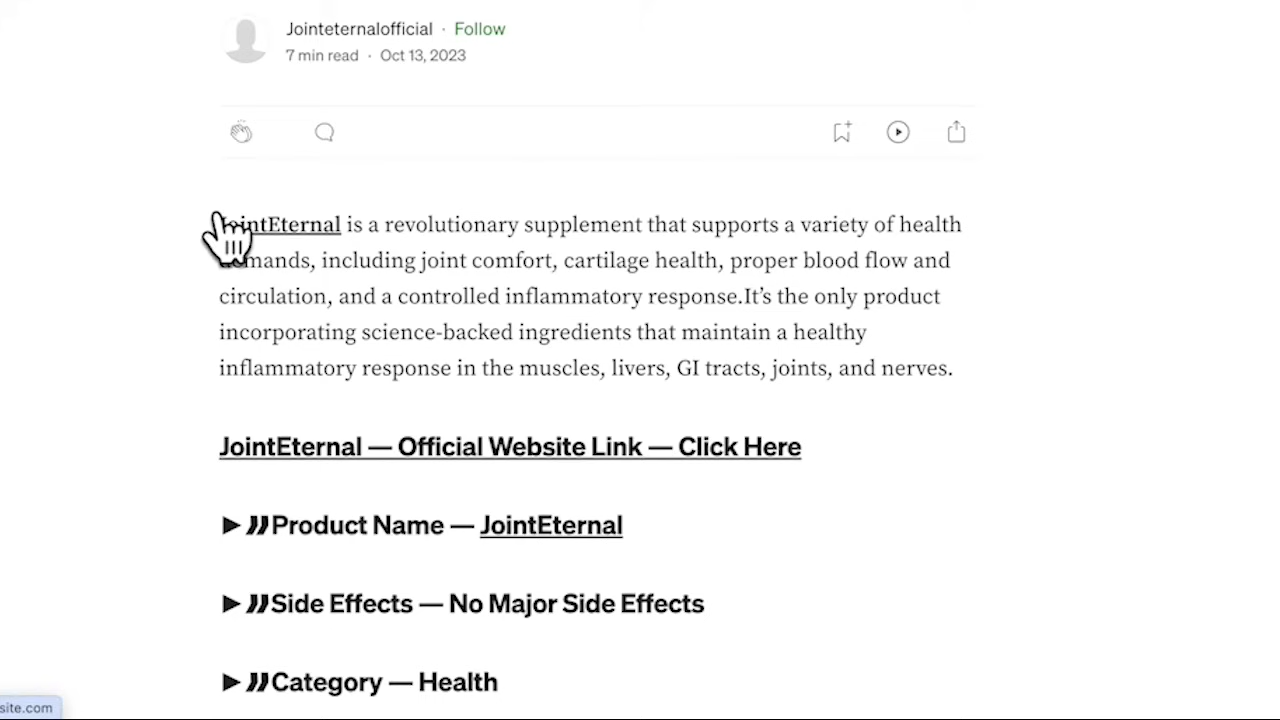 Jointeternalofficial · Follow
7 min read · Oct 13, 2023
JointEternal is a revolutionary supplement that supports a variety of health
demands, including joint comfort, cartilage health, proper blood flow and
circulation, and a controlled inflammatory response.It’s the only product
incorporating science-backed ingredients that maintain a healthy
inflammatory response in the muscles, livers, GI tracts, joints, and nerves.
JointEternal — Official Website Link — Click Here
►❱❱Product Name — JointEternal
►❱❱Side Effects — No Major Side Effects
►❱❱Category — Health
site.com